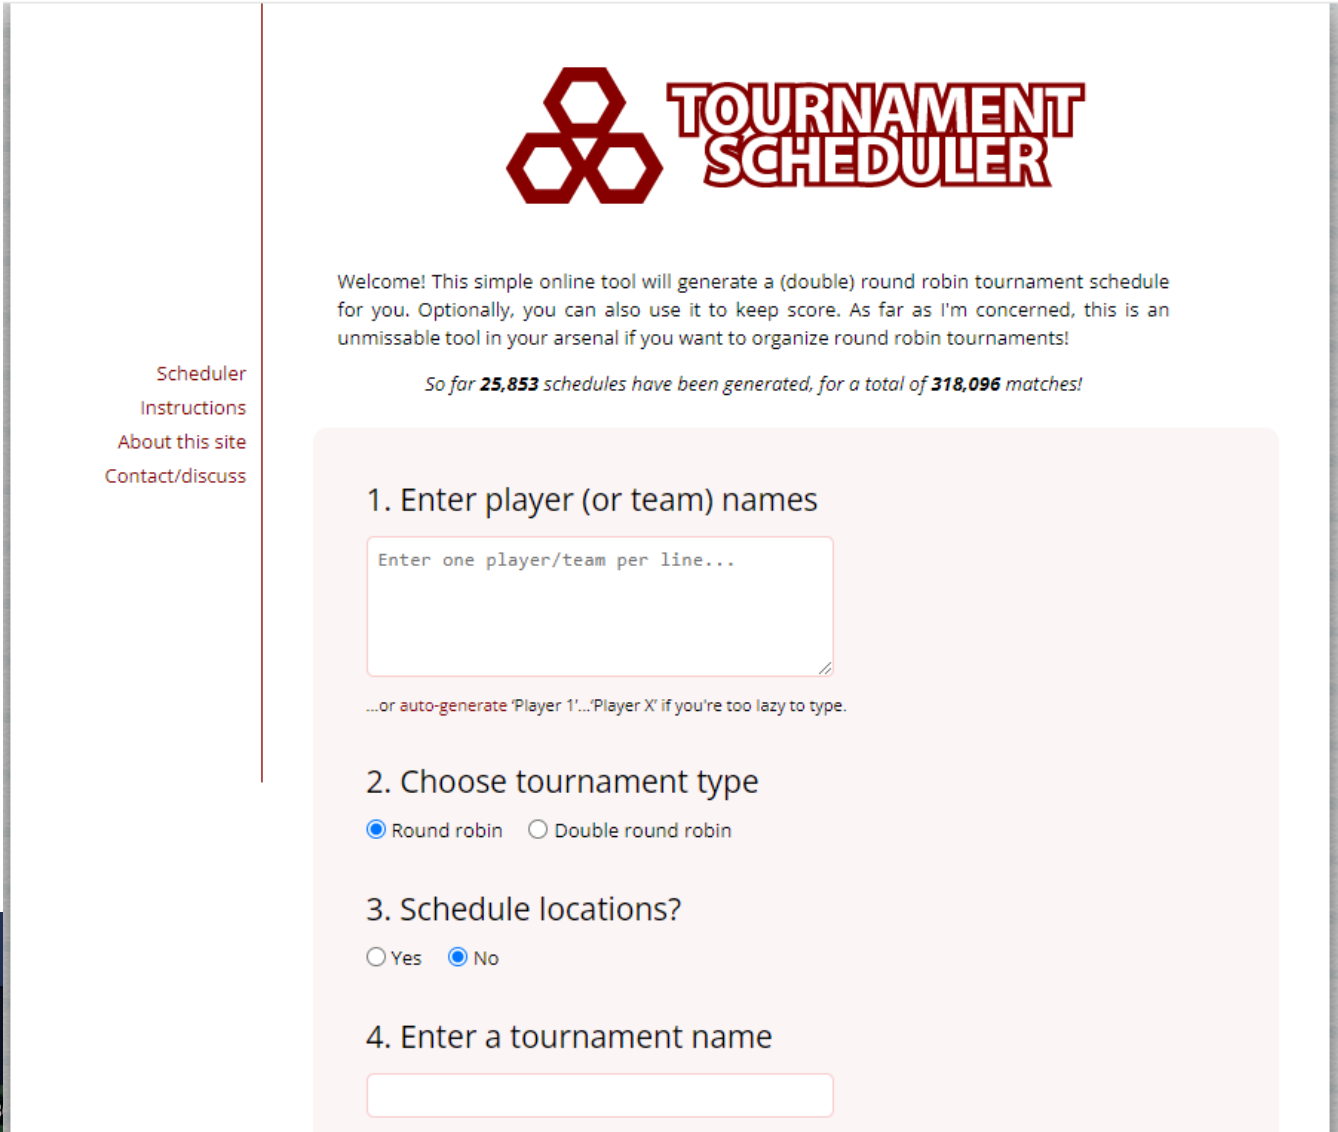 TOURNAMENT
SCHEDULER
Welcome! This simple online tool will generate a (double) round robin tournament schedule
for you. Optionally, you can also use it to keep score. As far as I'm concerned, this is an
unmissable tool in your arsenal if you want to organize round robin tournaments!
So far 25,853 schedules have been generated, for a total of 318,096 matches!
Scheduler
Instructions
About this site
Contact/discuss
1. Enter player (or team) names
Enter one player/team per line...
...or auto-generate 'Player 1'...'Player X' if you're too lazy to type.
2. Choose tournament type
Round robin Double round robin
3. Schedule locations?
Yes No
4. Enter a tournament name